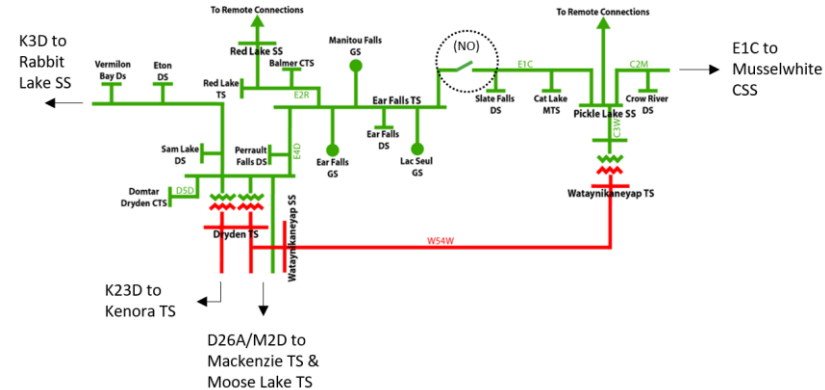 To Remote Connections
To Remote Connections
K3D to
Rabbit
Lake SS
Vermilon
Bay Ds
Eton
DS
Red Lake SS
Balmer CTS
Manitou Falls
GS
(NO)
E1C
C2M
E1C to
Musselwhite
CSS
Red Lake
TS
E2R
Ear Falls TS
Slate Falls
DS
Cat Lake
MTS
Pickle Lake SS
Crow River
DS
Sam Lake
DS
Perrault
Falls DS
E4D
Ear Falls
GS
Ear Falls
DS
Lac Seul
GS
C3W
Domtar
Dryden CTS
D5D
Wataynikaneyap SS
Wataynikaneyap TS
Dryden TS
W54W
K23D to
Kenora TS
D26A/M2D to
Mackenzie TS &
Moose Lake TS